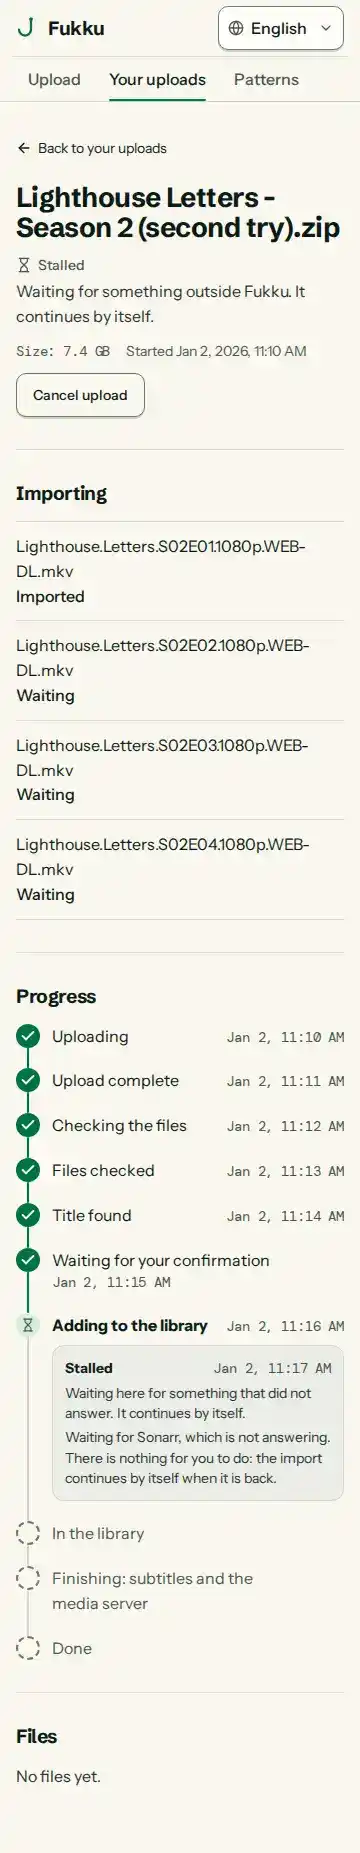 Fukku
English
Upload
Your uploads
Patterns
Back to your uploads
Lighthouse Letters -
Season 2 (second try).zip
Stalled
Waiting for something outside Fukku. It
continues by itself.
Size: 7.4 GB
Started Jan 2, 2026, 11:10 AM
Cancel upload
Importing
Lighthouse.Letters.S02E01.1080p.WEB-
DL.mkv
Imported
Lighthouse.Letters.S02E02.1080p.WEB-
DL.mkv
Waiting
Lighthouse.Letters.S02E03.1080p.WEB-
DL.mkv
Waiting
Lighthouse.Letters.S02E04.1080p.WEB-
DL.mkv
Waiting
Progress
Uploading Jan 2, 11:10 AM
Upload complete Jan 2, 11:11 AM
Checking the files Jan 2, 11:12 AM
Files checked Jan 2, 11:13 AM
Title found Jan 2, 11:14 AM
Waiting for your confirmation
Jan 2, 11:15 AM
Adding to the library Jan 2, 11:16 AM
Stalled Jan 2, 11:17 AM
Waiting here for something that did not
answer. It continues by itself.
Waiting for Sonarr, which is not answering.
There is nothing for you to do: the import
continues by itself when it is back.
In the library
Finishing: subtitles and the
media server
Done
Files
No files yet.